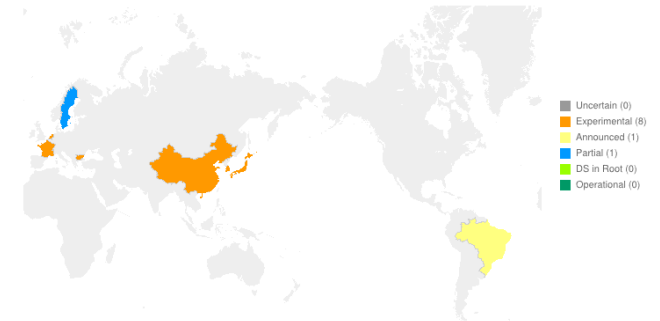 Uncertain (0)
Experimental (8)
Announced (1)
Partial (1)
DS in Root (0)
Operational (0)